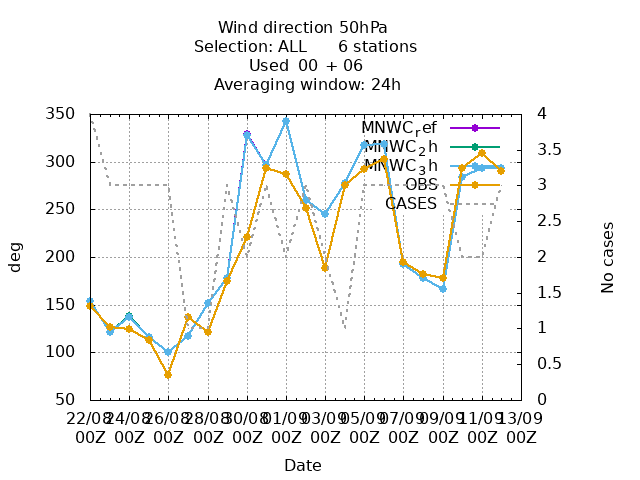 Wind direction 50hPa
Selection: ALL 6 stations
Used 00 + 06
Averaging window: 24h
350 4
MNWCref
MNWC2h
3.5
300 MNWC3h
OBS 3
CASES
250 2.5
deg 200 2 No cases
150 1.5
1
100 0.5
50 0
22/08 24/08 26/08 28/08 30/08 01/09 03/09 05/09 07/09 09/09 11/09 13/09
00Z 00Z 00Z 00Z 00Z 00Z 00Z 00Z 00Z 00Z 00Z 00Z
Date